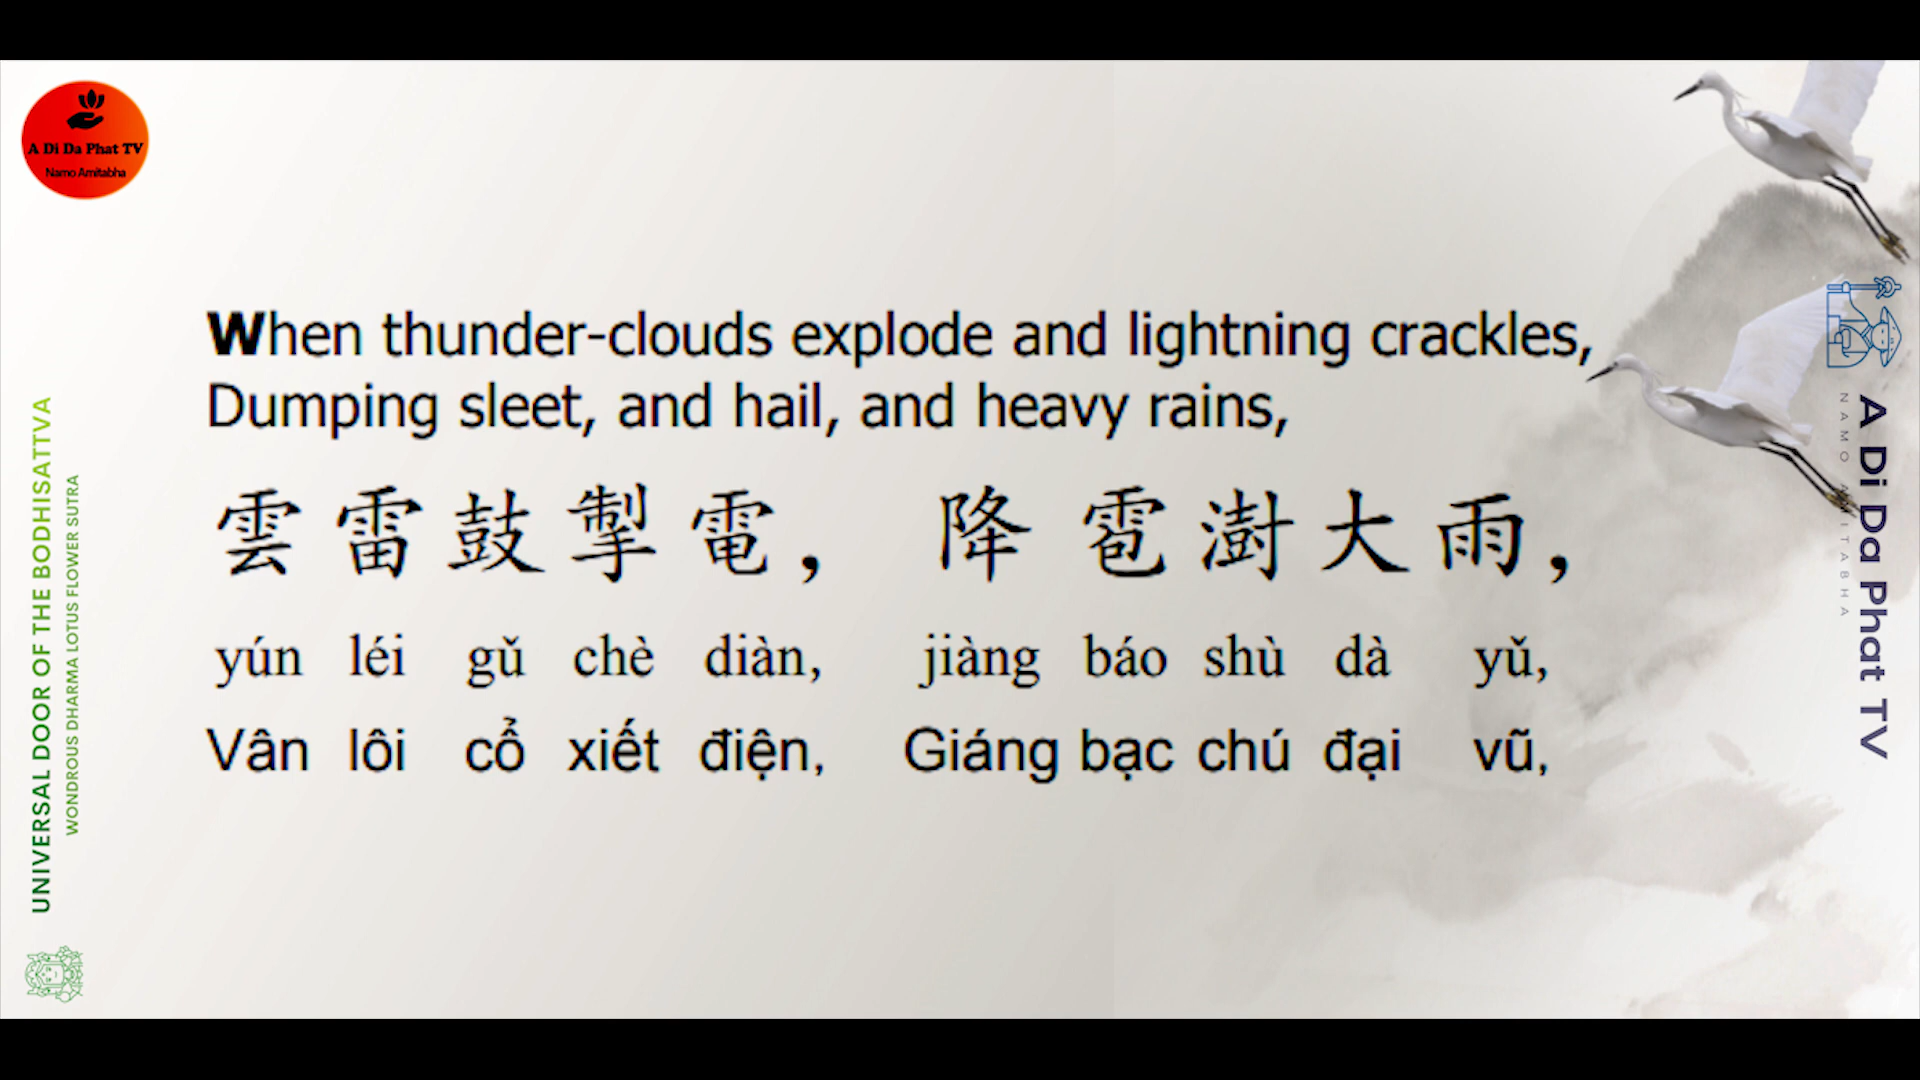 A Di Da Phat TV
Namo Amitabha
When thunder-clouds explode and lightning crackles,
Dumping sleet, and hail, and heavy rains,
雲雷鼓掣電，降雹澍大雨，
yún léi gǔ chè diàn, jiàng báo shù dà yǔ,
Vân lôi cổ xiết điện, Giáng bạc chú đại vũ,
UNIVERSAL DOOR OF THE BODHISATTVA
WONDROUS DHARMA LOTUS FLOWER SUTRA
A Di Da Phat TV
NAMO AMITABHA